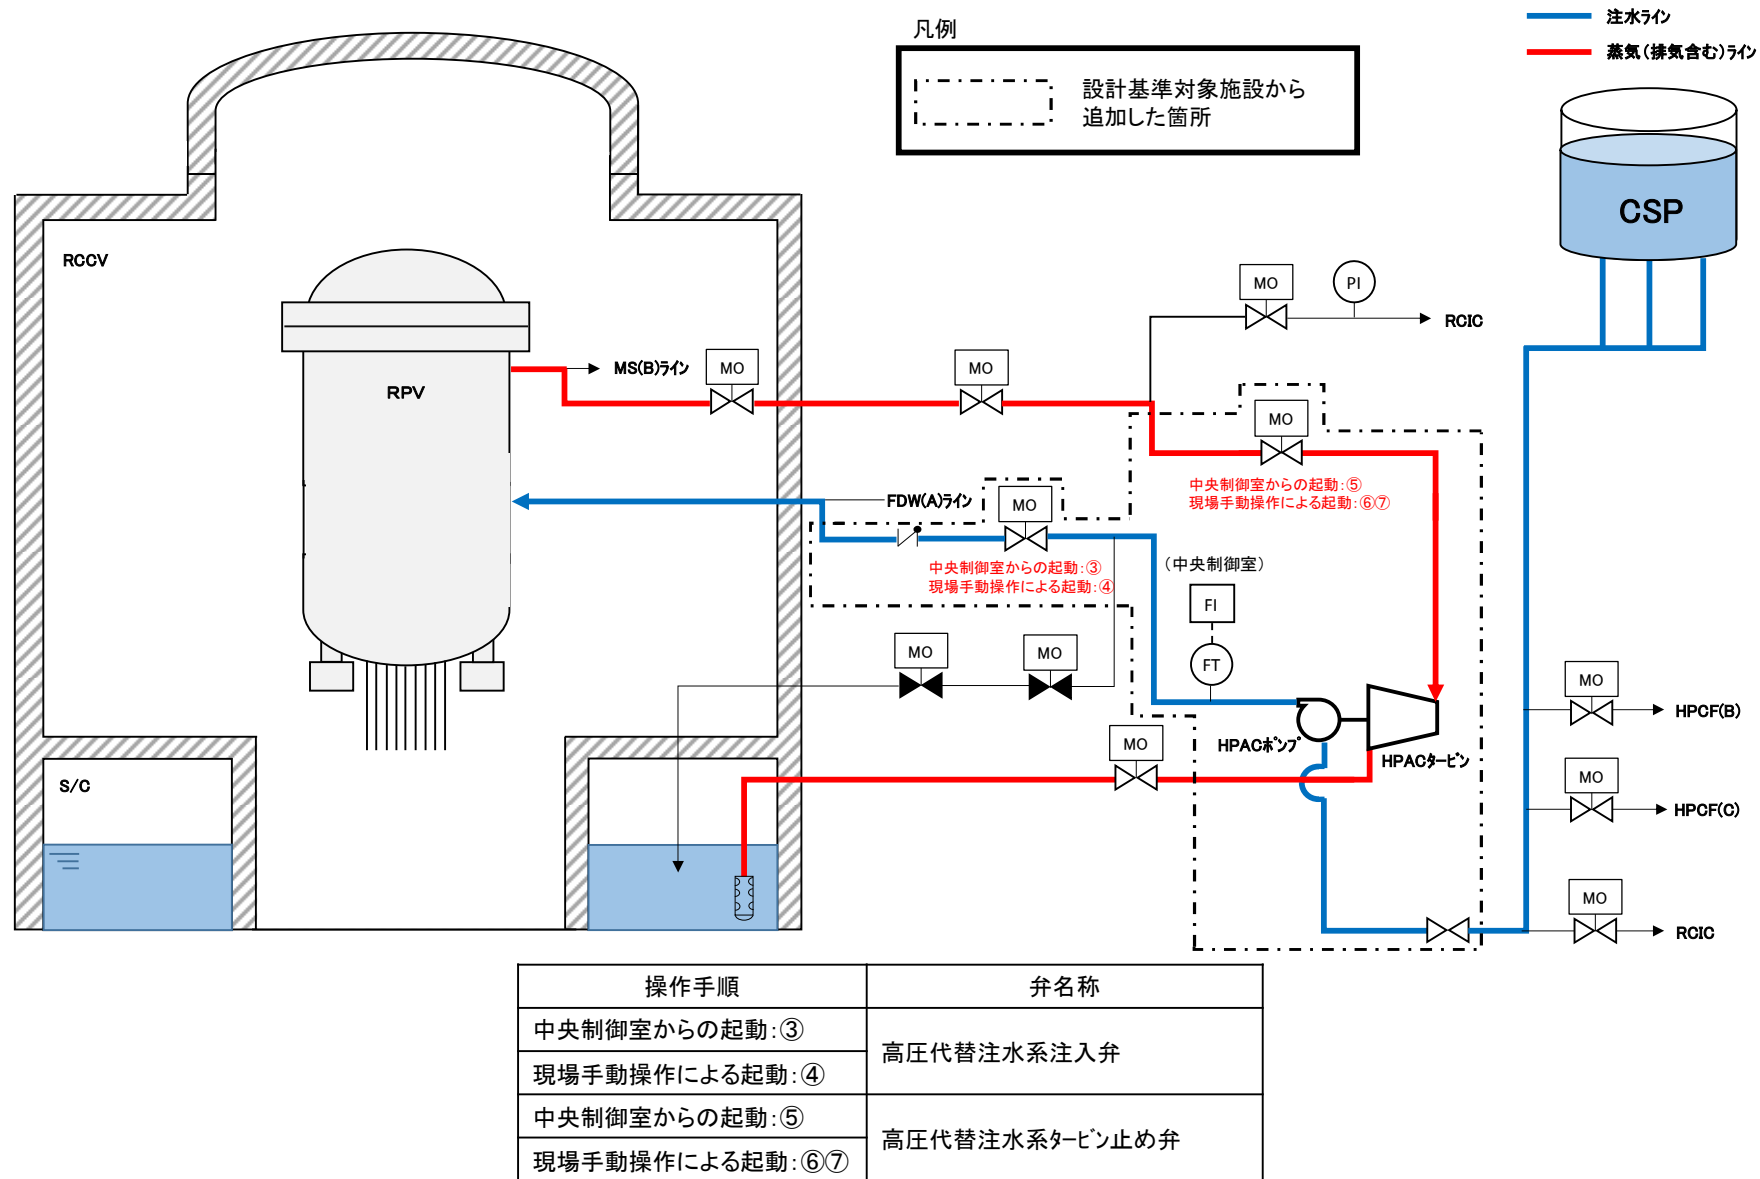 注水ライン
蒸気(排気含む)ライン
凡例
設計基準対象施設から
追加した箇所
CSP
RCCV
MO
PI
RCIC
MS(B)ライン
MO
MO
RPV
MO
中央制御室からの起動:⑤
現場手動操作による起動:⑥⑦
FDW(A)ライン
MO
中央制御室からの起動:③
現場手動操作による起動:④
(中央制御室)
FI
FT
MO
MO
MO
HPCF(B)
MO
HPACポンプ
HPACタービン
S/C
MO
HPCF(C)
MO
RCIC
操作手順
弁名称
中央制御室からの起動:③
高圧代替注水系注入弁
現場手動操作による起動:④
中央制御室からの起動:⑤
高圧代替注水系タービン止め弁
現場手動操作による起動:⑥⑦